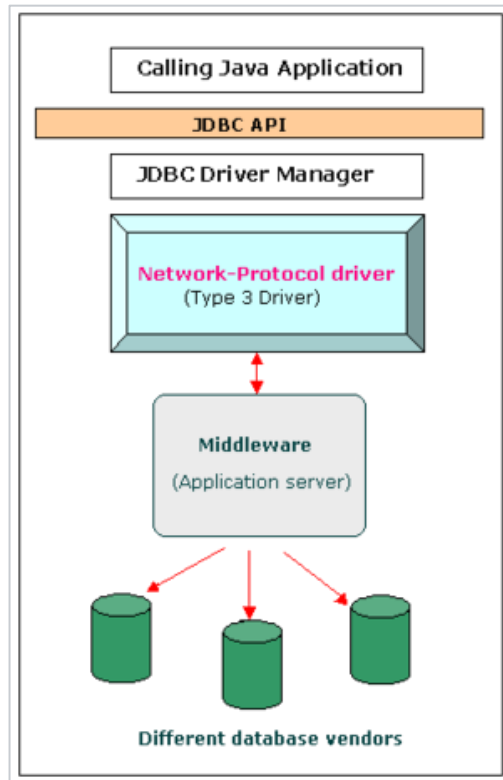 Calling Java Application
JDBC API
JDBC Driver Manager
Network-Protocol driver
(Type 3 Driver)
Middleware
(Application server)
Different database vendors